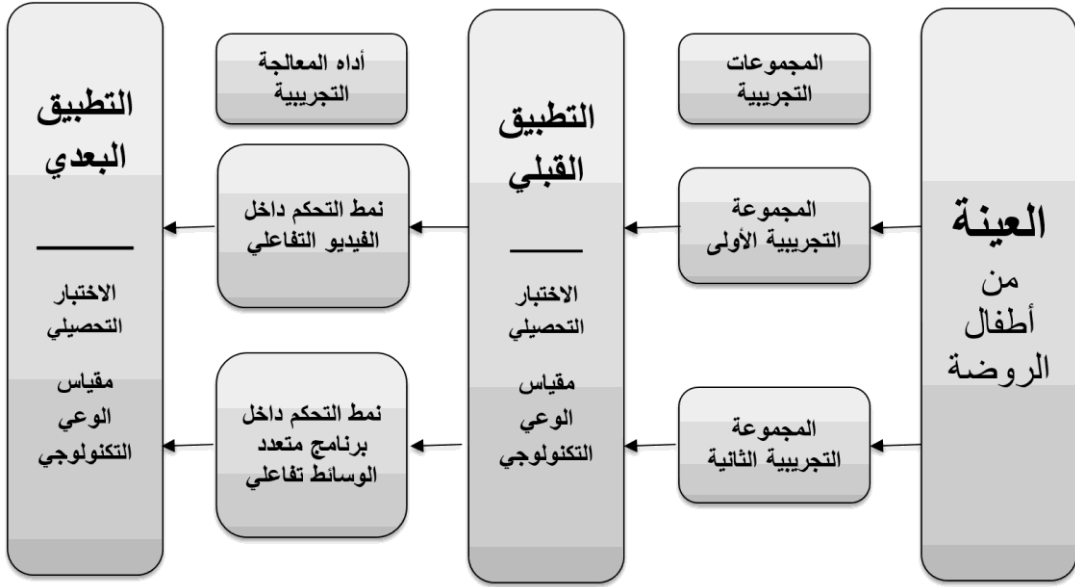 العينة
من
أطفال
الروضة
المجموعات
التجريبية
المجموعة
التجريبية الأولى
المجموعة
التجريبية الثانية
التطبيق
القبلي
الاختبار
التحصيلي
مقياس
الوعي
التكنولوجي
أداه المعالجة
التجريبية
نمط التحكم داخل
الفيديو التفاعلي
نمط التحكم داخل
برنامج متعدد
الوسائط تفاعلي
التطبيق
البعدي
الاختبار
التحصيلي
مقياس
الوعي
التكنولوجي